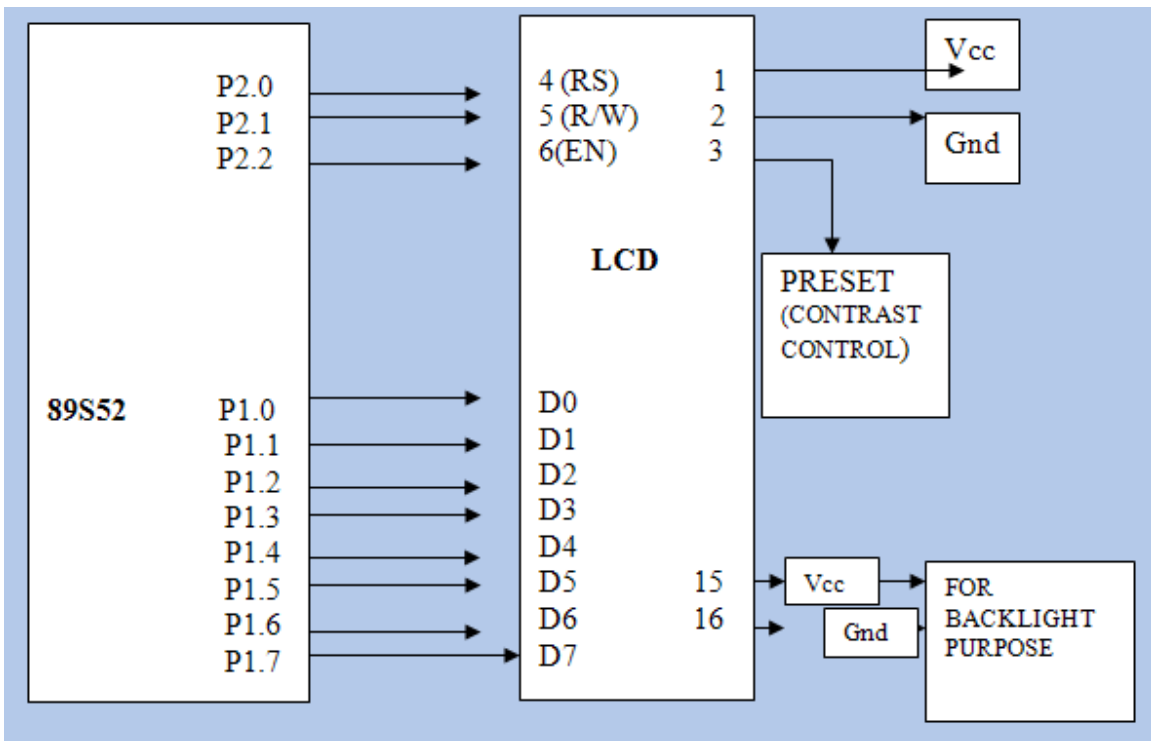 89S52
P2.0
P2.1
P2.2
P1.0
P1.1
P1.2
P1.3
P1.4
P1.5
P1.6
P1.7
4 (RS) 1
5 (R/W) 2
6(EN) 3
LCD
D0
D1
D2
D3
D4
D5 15
D6 16
D7
Vcc
Gnd
PRESET
(CONTRAST
CONTROL)
Vcc
Gnd
FOR
BACKLIGHT
PURPOSE